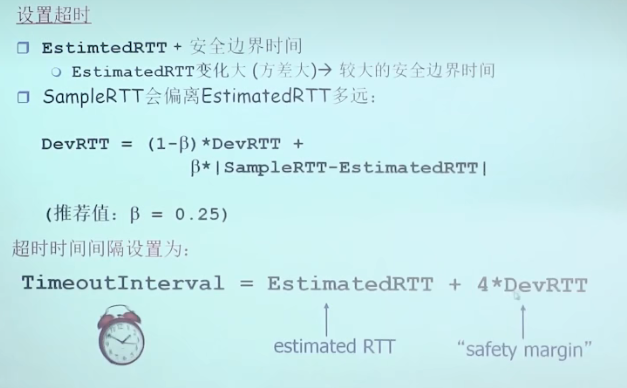 设置超时
EstimtedRTT + 安全边界时间
EstimatedRTT变化大 (方差大)→ 较大的安全边界时间
SampleRTT会偏离EstimatedRTT多远:
DevRTT = (1-β)*DevRTT +
β*|SampleRTT-EstimatedRTT|
(推荐值: β = 0.25)
超时时间间隔设置为:
TimeoutInterval = EstimatedRTT + 4*DevRTT
estimated RTT
“safety margin”